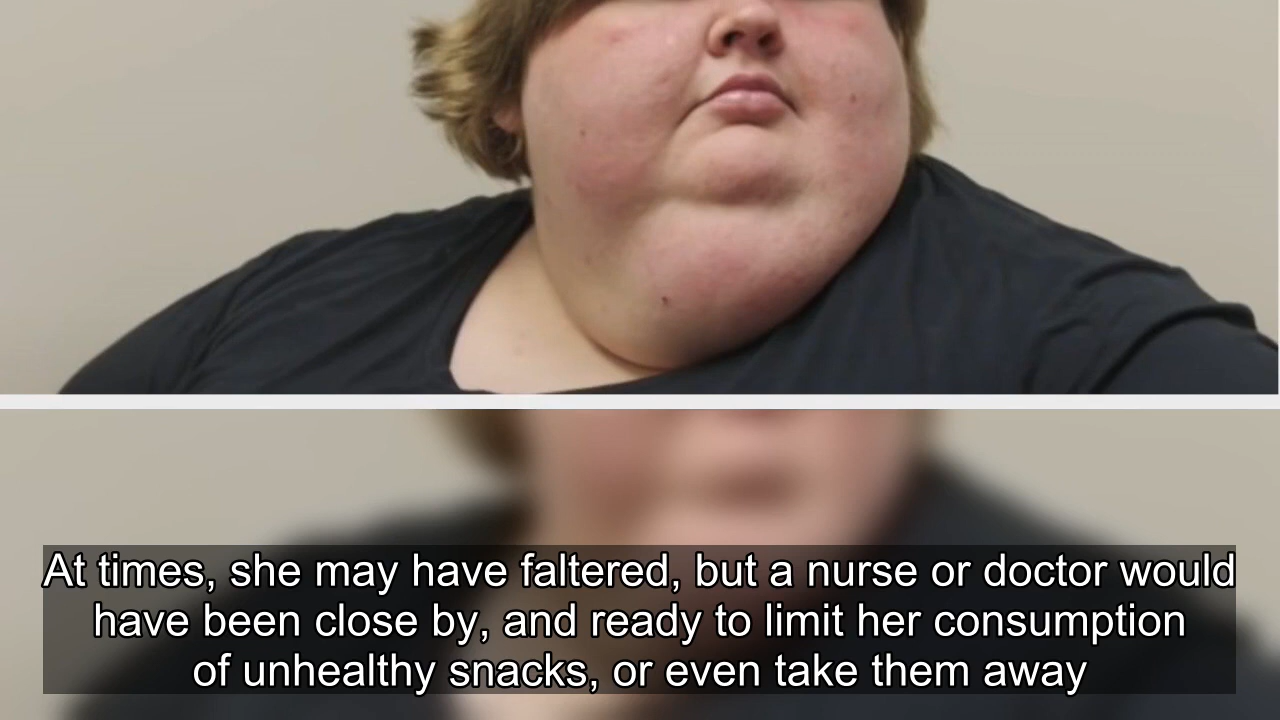 At times, she may have faltered, but a nurse or doctor would
have been close by, and ready to limit her consumption
of unhealthy snacks, or even take them away